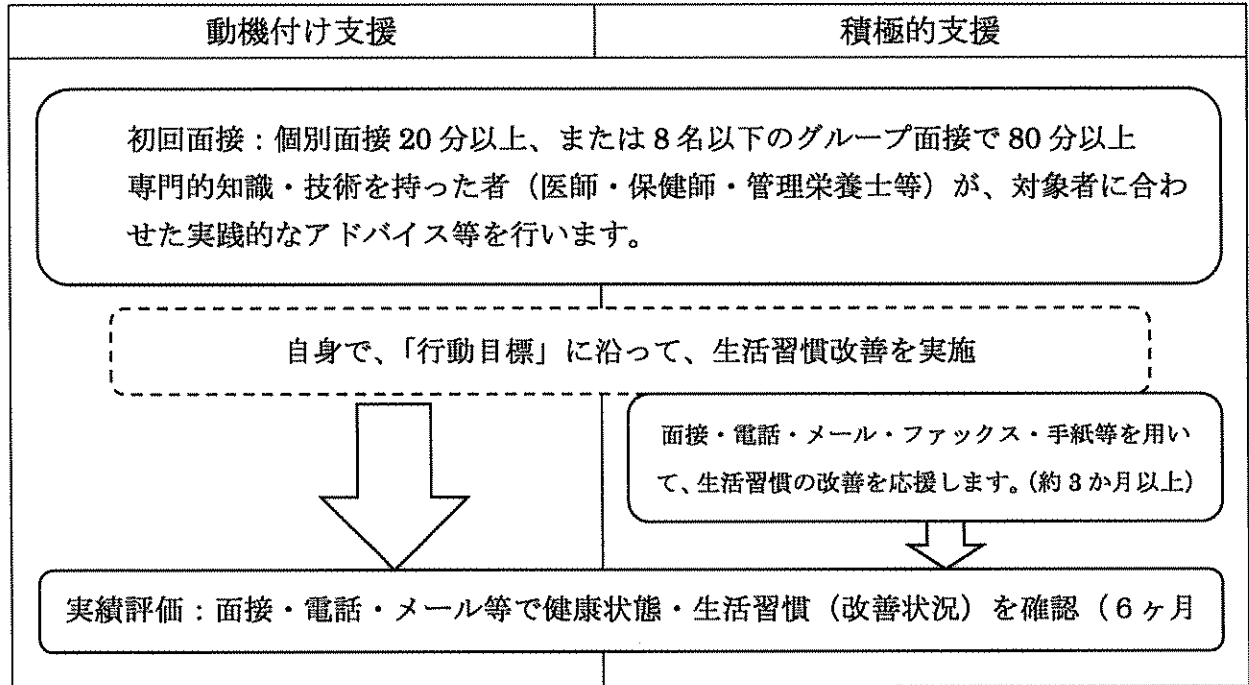 動機付け支援
積極的支援
初回面接：個別面接 20 分以上、または 8 名以下のグループ面接で 80 分以上
専門的知識・技術を持った者（医師・保健師・管理栄養士等）が、対象者に合わ
せた実践的なアドバイス等を行います。
自身で、「行動目標」に沿って、生活習慣改善を実施
面接・電話・メール・ファックス・手紙等を用い
て、生活習慣の改善を応援します。（約 3 か月以上）
実績評価：面接・電話・メール等で健康状態・生活習慣（改善状況）を確認（６ヶ月